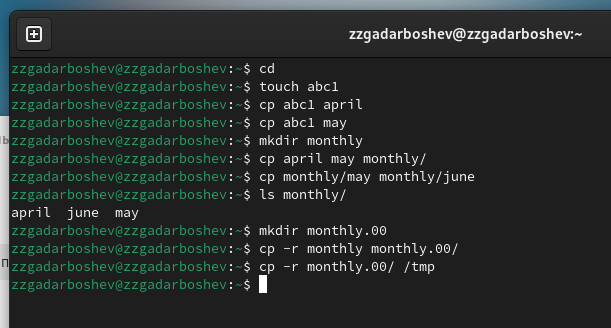 zzgadarboshev@zzgadarboshev:~
zzgadarboshev@zzgadarboshev:~$ cd
zzgadarboshev@zzgadarboshev:~$ touch abc1
zzgadarboshev@zzgadarboshev:~$ cp abc1 april
zzgadarboshev@zzgadarboshev:~$ cp abc1 may
zzgadarboshev@zzgadarboshev:~$ mkdir monthly
zzgadarboshev@zzgadarboshev:~$ cp april may monthly/
zzgadarboshev@zzgadarboshev:~$ cp monthly/may monthly/june
zzgadarboshev@zzgadarboshev:~$ ls monthly/
april  june  may
zzgadarboshev@zzgadarboshev:~$ mkdir monthly.00
zzgadarboshev@zzgadarboshev:~$ cp -r monthly monthly.00/
zzgadarboshev@zzgadarboshev:~$ cp -r monthly.00/ /tmp
zzgadarboshev@zzgadarboshev:~$